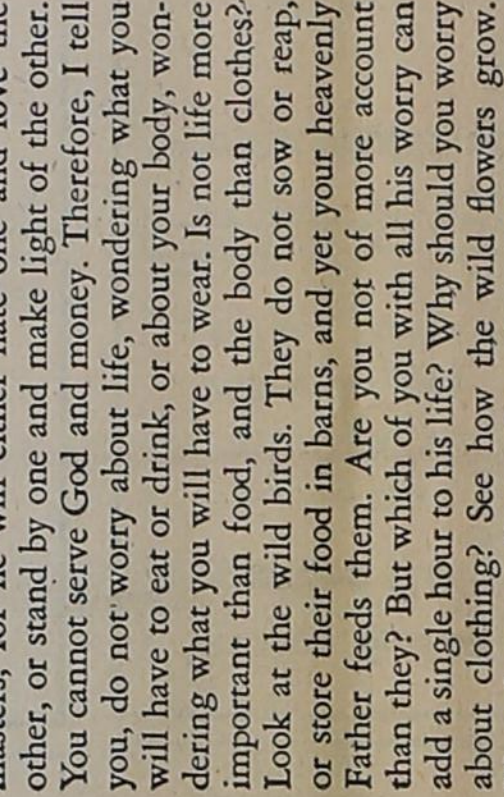 other, or stand by one and make light of the other.
You cannot serve God and money. Therefore, I tell
you, do not worry about life, wondering what you
will have to eat or drink, or about your body, won-
dering what you will have to wear. Is not life more
important than food, and the body than clothes?
Look at the wild birds. They do not sow or reap,
or store their food in barns, and yet your heavenly
Father feeds them. Are you not of more account
than they? But which of you with all his worry can
add a single hour to his life? Why should you worry
about clothing? See how the wild flowers grow.